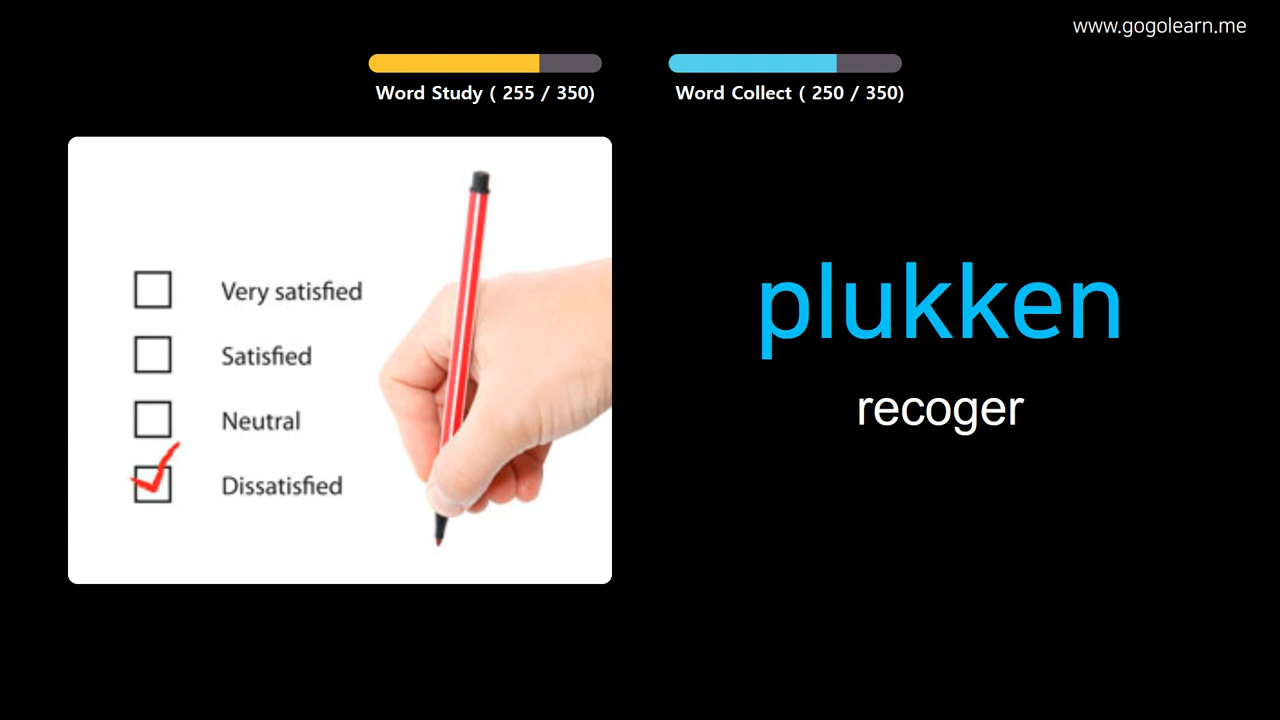 www.gogolearn.me
Word Study ( 255 / 350)
Word Collect ( 250 / 350)
Very satisfied
Satisfied
Neutral
Dissatisfied
plukken
recoger